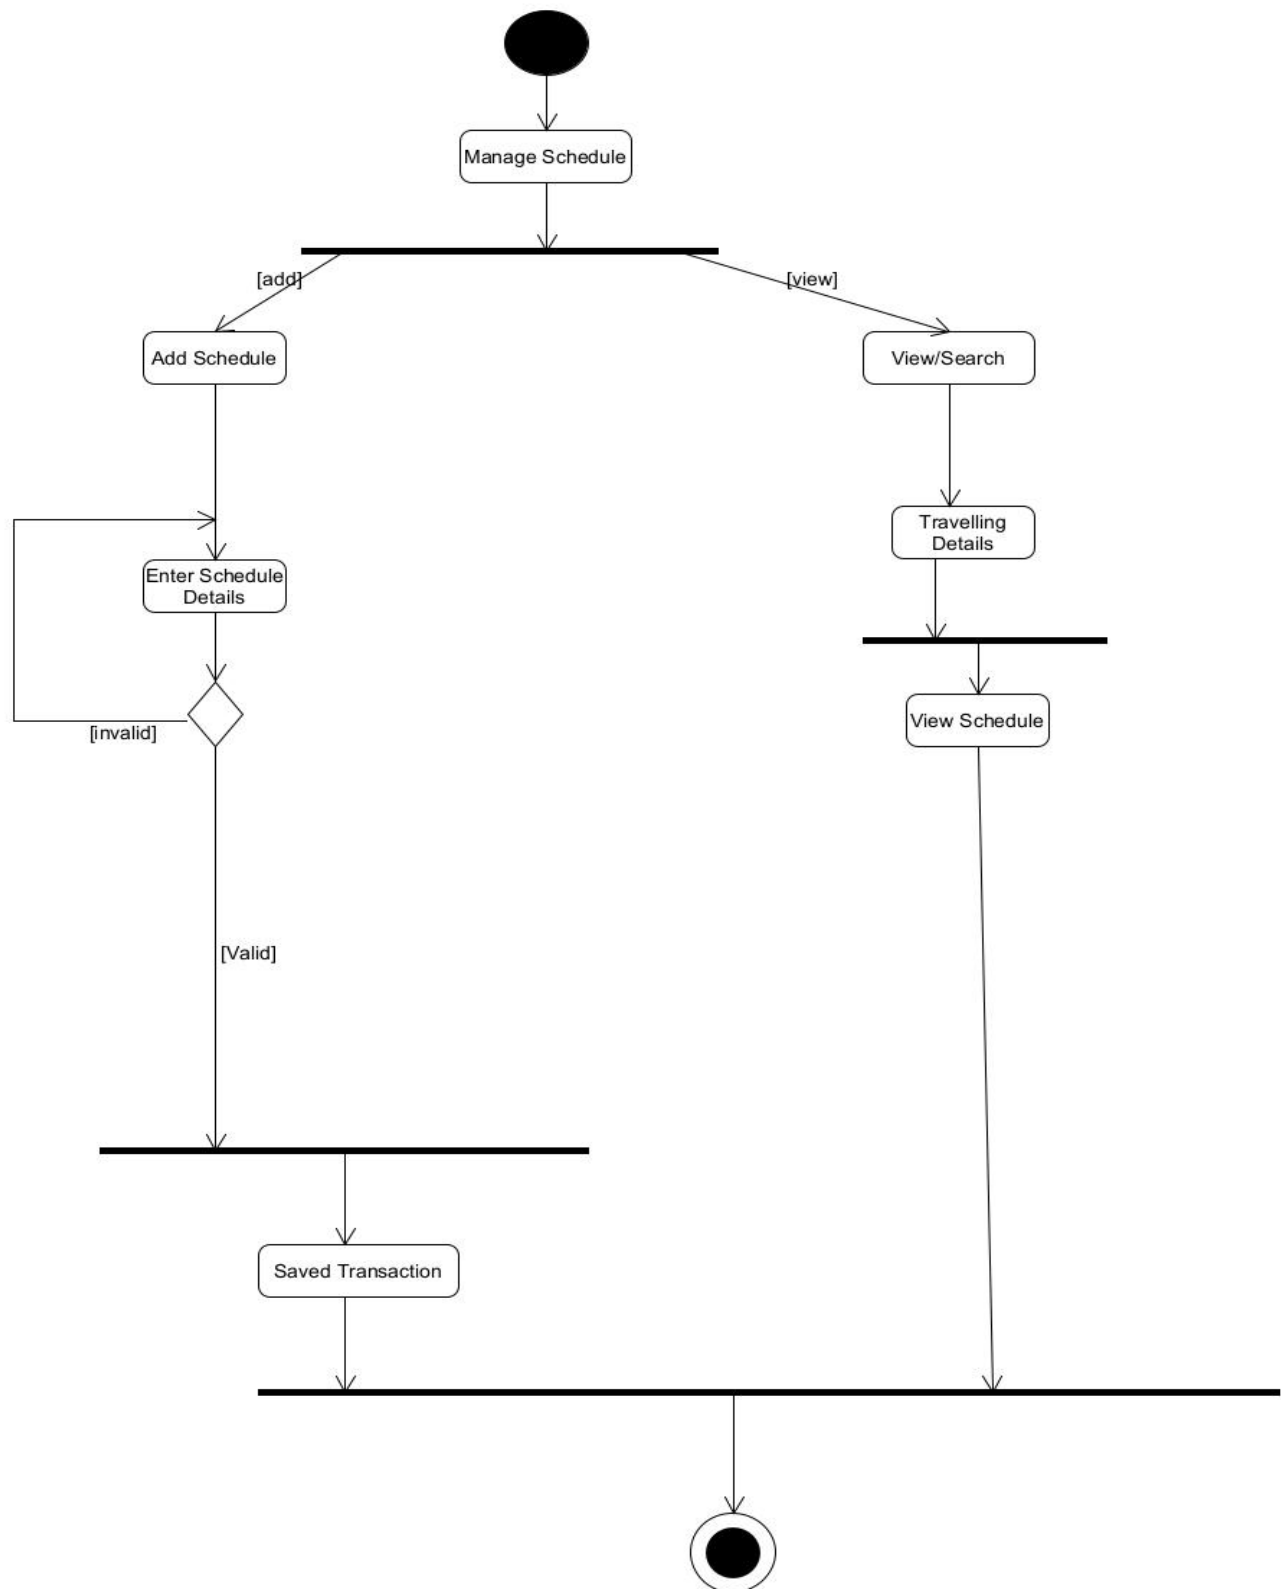 Manage Schedule
[add]
[view]
Add Schedule
View/Search
Travelling
Details
Enter Schedule
Details
View Schedule
[invalid]
[Valid]
Saved Transaction